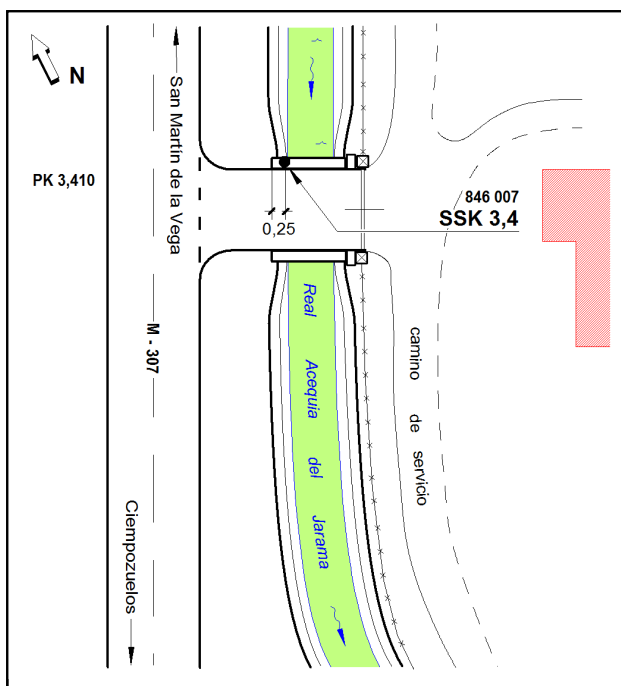 N
San Martín de la Vega
PK 3,410
846 007
SSK 3,4
0,25
M - 307
Real Acequia del Jarama
camino de servicio
Ciempozuelos